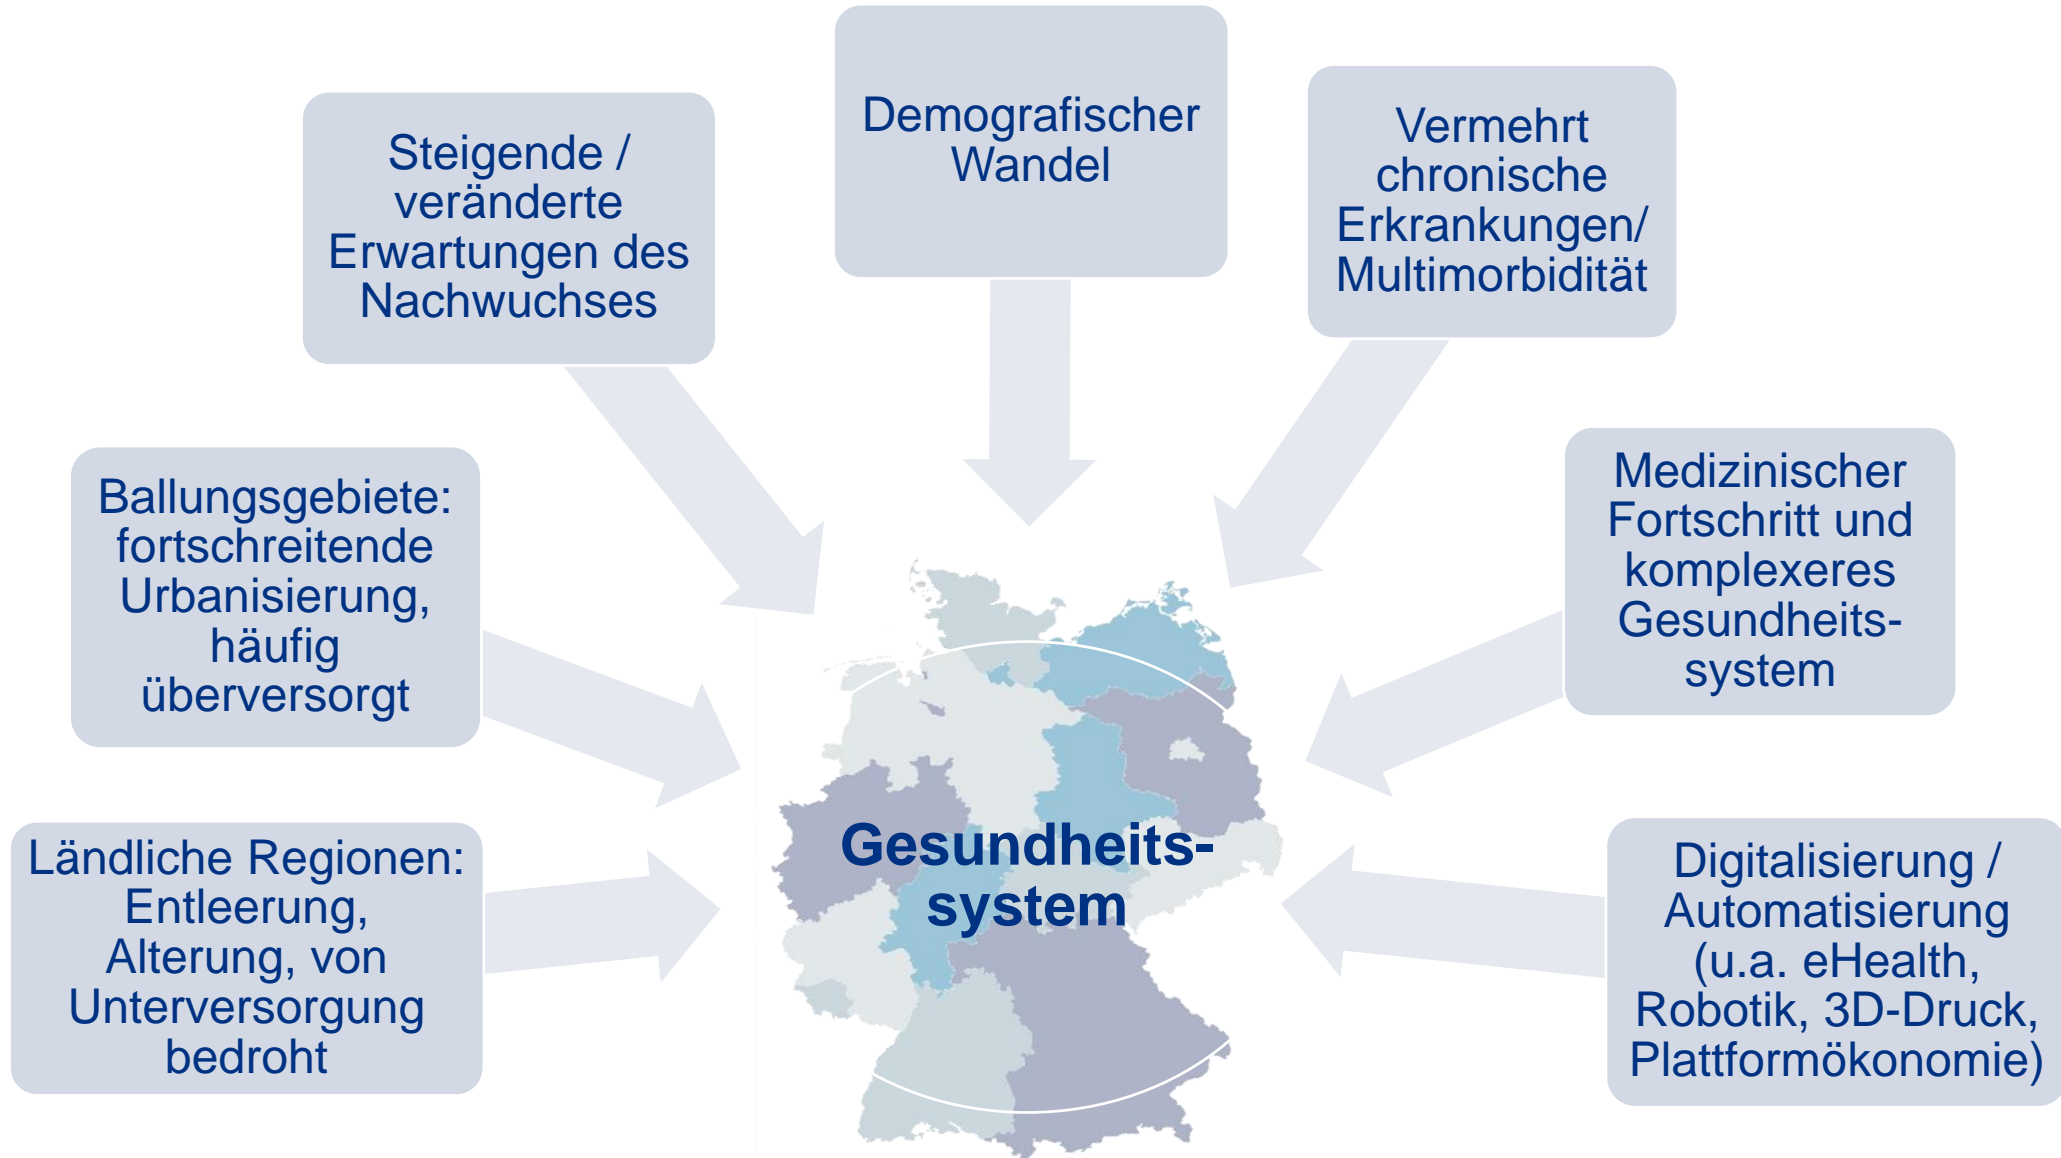 Demografischer
Wandel
Steigende /
veränderte
Erwartungen des
Nachwuchses
Vermehrt
chronische
Erkrankungen/
Multimorbidität
Ballungsgebiete:
fortschreitende
Urbanisierung,
häufig
überversorgt
Medizinischer
Fortschritt und
komplexeres
Gesundheits-
system
Ländliche Regionen:
Entleerung,
Alterung, von
Unterversorgung
bedroht
Gesundheits-
system
Digitalisierung /
Automatisierung
(u.a. eHealth,
Robotik, 3D-Druck,
Plattformökonomie)